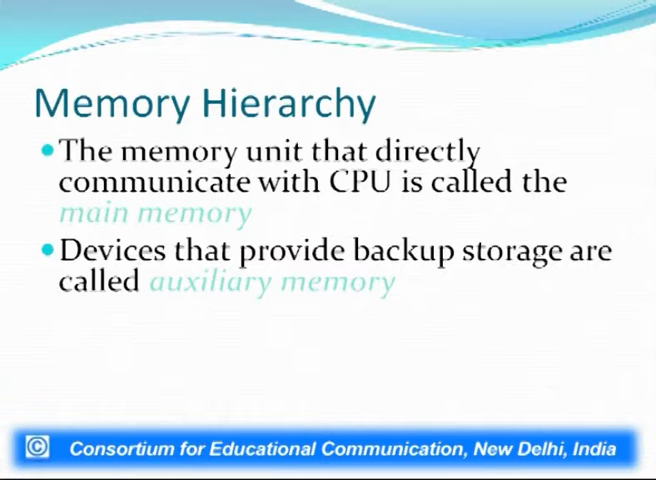 Memory Hierarchy
The memory unit that directly
communicate with CPU is called the
main memory
Devices that provide backup storage are
called auxiliary memory
© Consortium for Educational Communication, New Delhi, India